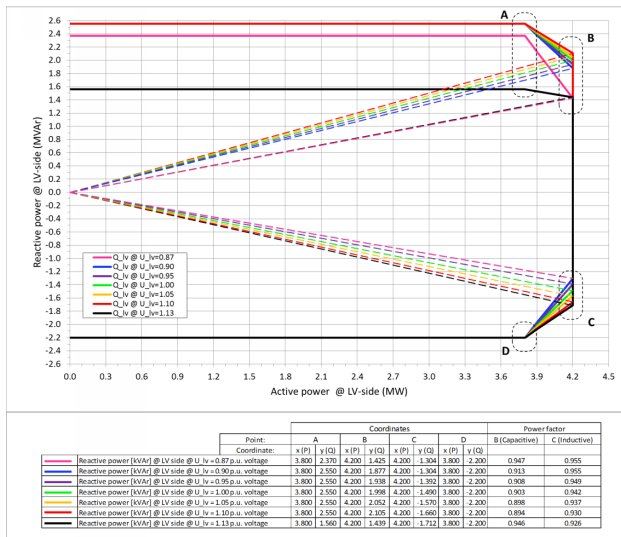 A
B
2.6
2.4
2.2
2.0
1.8
1.6
1.4
1.2
1.0
0.8
0.6
0.4
0.2
0.0
-0.2
-0.4
-0.6
-0.8
-1.0
-1.2
-1.4
-1.6
-1.8
-2.0
-2.2
-2.4
-2.6
Reactive power @ LV-side (MVAr)
Q_lv @ U_lv=0.87
Q_lv @ U_lv=0.90
Q_lv @ U_lv=0.95
Q_lv @ U_lv=1.00
Q_lv @ U_lv=1.05
Q_lv @ U_lv=1.10
Q_lv @ U_lv=1.13
C
D
0.0 0.3 0.6 0.9 1.2 1.5 1.8 2.1 2.4 2.7 3.0 3.3 3.6 3.9 4.2 4.5
Active power @ LV-side (MW)
Coordinates Power factor
Point: A B C D B (Capacitive) C (Inductive)
Coordinate: x (P) y (Q) x (P) y (Q) x (P) y (Q) x (P) y (Q)
Reactive power [kVAr] @ LV side @ U_lv = 0.87 p.u. voltage 3.800 2.370 4.200 1.425 4.200 -1.304 3.800 -2.200 0.947 0.955
Reactive power [kVAr] @ LV side @ U_lv = 0.90 p.u. voltage 3.800 2.550 4.200 1.877 4.200 -1.304 3.800 -2.200 0.913 0.955
Reactive power [kVAr] @ LV side @ U_lv = 0.95 p.u. voltage 3.800 2.550 4.200 1.938 4.200 -1.392 3.800 -2.200 0.908 0.949
Reactive power [kVAr] @ LV side @ U_lv = 1.00 p.u. voltage 3.800 2.550 4.200 1.998 4.200 -1.490 3.800 -2.200 0.903 0.942
Reactive power [kVAr] @ LV side @ U_lv = 1.05 p.u. voltage 3.800 2.550 4.200 2.052 4.200 -1.570 3.800 -2.200 0.898 0.937
Reactive power [kVAr] @ LV side @ U_lv = 1.10 p.u. voltage 3.800 2.550 4.200 2.105 4.200 -1.660 3.800 -2.200 0.894 0.930
Reactive power [kVAr] @ LV side @ U_lv = 1.13 p.u. voltage 3.800 1.560 4.200 1.439 4.200 -1.712 3.800 -2.200 0.946 0.926